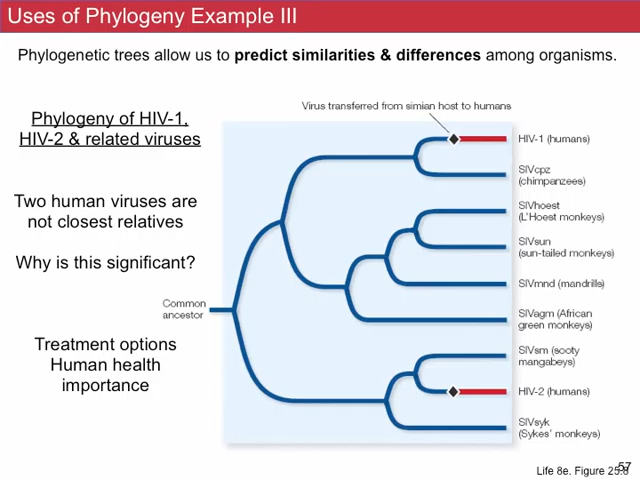 Uses of Phylogeny Example III
Phylogenetic trees allow us to predict similarities & differences among organisms.
Phylogeny of HIV-1,
HIV-2 & related viruses
Two human viruses are
not closest relatives
Why is this significant?
Treatment options
Human health
importance
Virus transferred from simian host to humans
Common
ancestor
HIV-1 (humans)
SIVcpz
(chimpanzees)
SIVhoest
(L'Hoest monkeys)
SIVsun
(sun-tailed monkeys)
SIVmnd (mandrills)
SIVagm (African
green monkeys)
SIVsm (sooty
mangabeys)
HIV-2 (humans)
SIVsyk
(Sykes' monkeys)
57
Life 8e. Figure 25.8